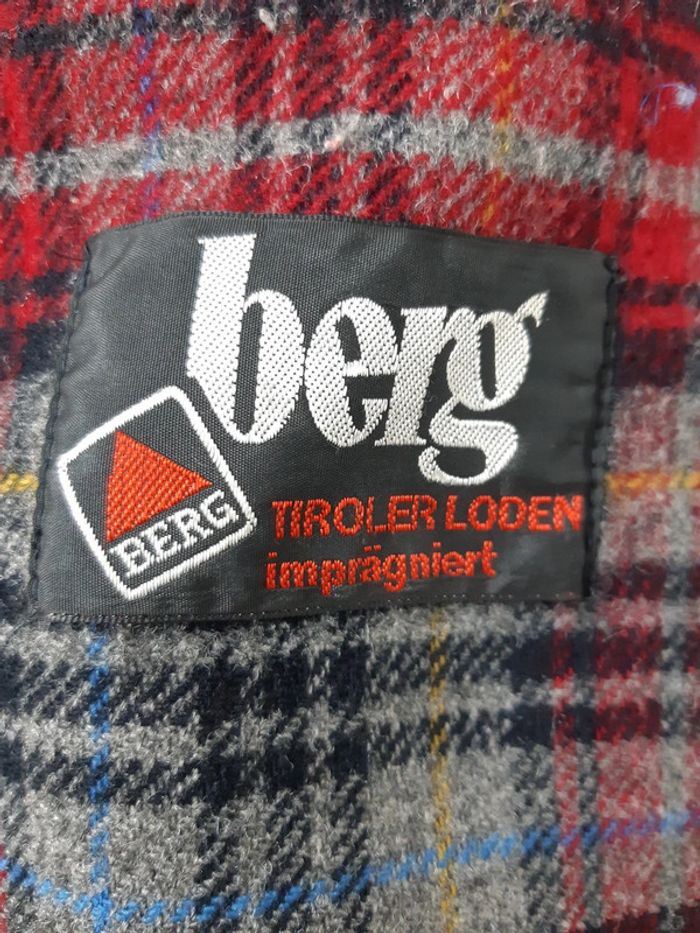 berg
BERG
TIROLER LODEN
imprägniert